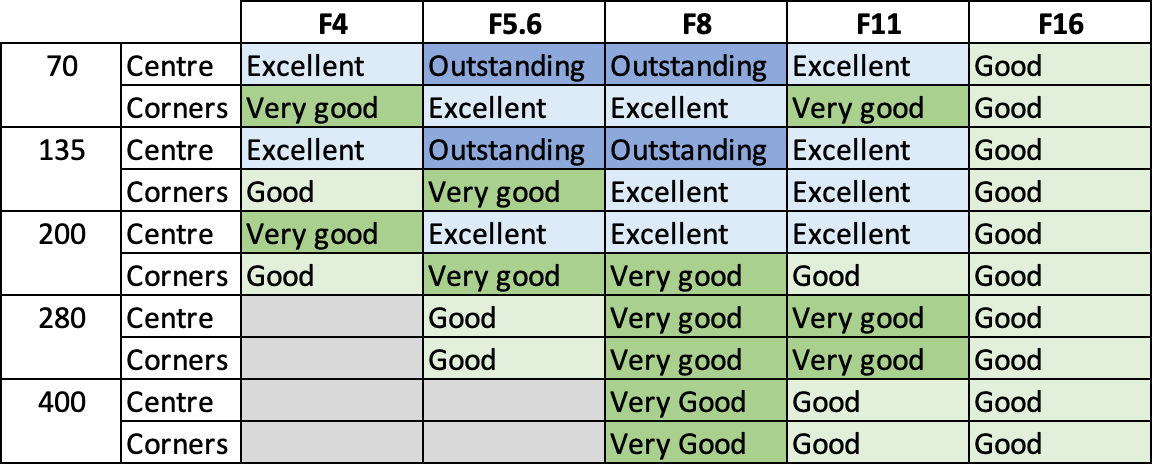 F4 F5.6 F8 F11 F16
70 Centre Excellent Outstanding Outstanding Excellent Good
Corners Very good Excellent Excellent Very good Good
135 Centre Excellent Outstanding Outstanding Excellent Good
Corners Good Very good Excellent Excellent Good
200 Centre Very good Excellent Excellent Excellent Good
Corners Good Very good Very good Good Good
280 Centre Good Very good Very good Good
Corners Good Very good Very good Good
400 Centre Very Good Good Good
Corners Very Good Good Good